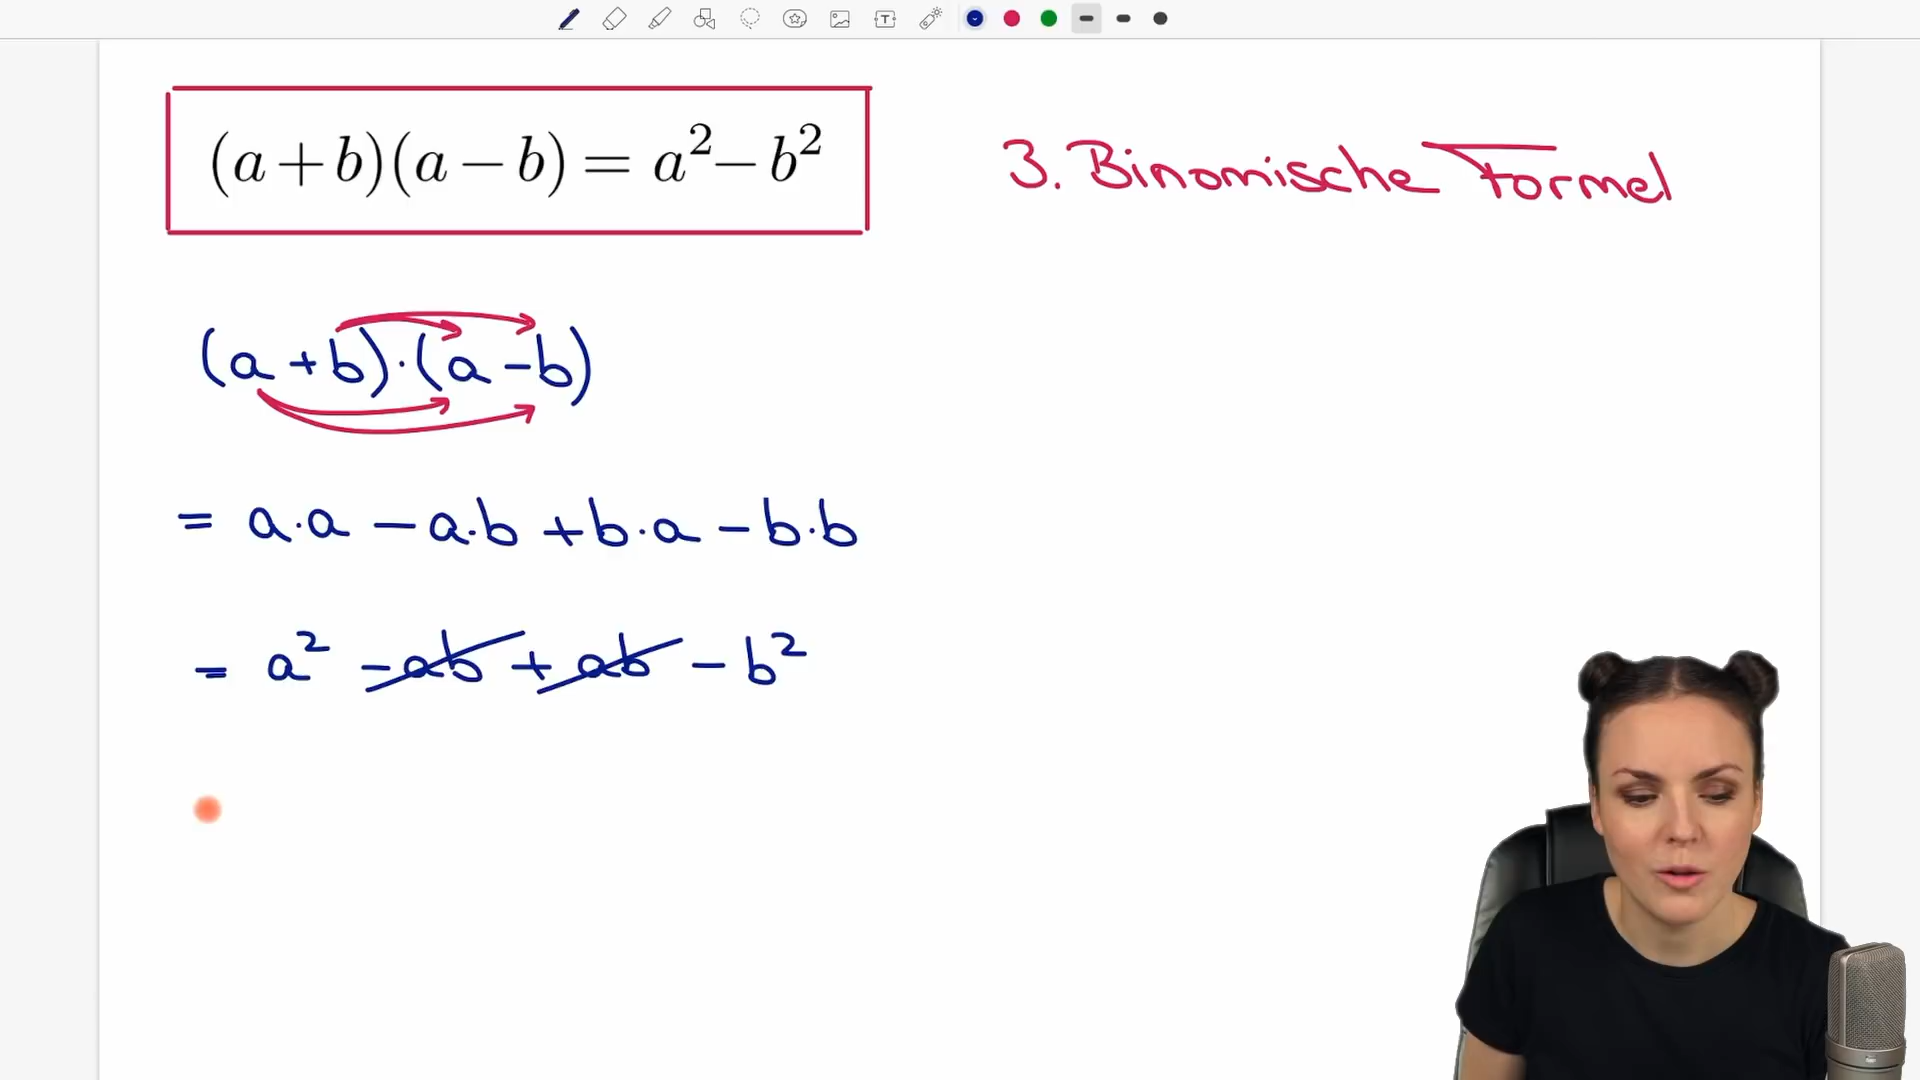 (a + b)(a − b) = a² − b²
3. Binomische Formel
(a + b) · (a − b)
= a·a − a·b + b·a − b·b
= a² − ab + ab − b²